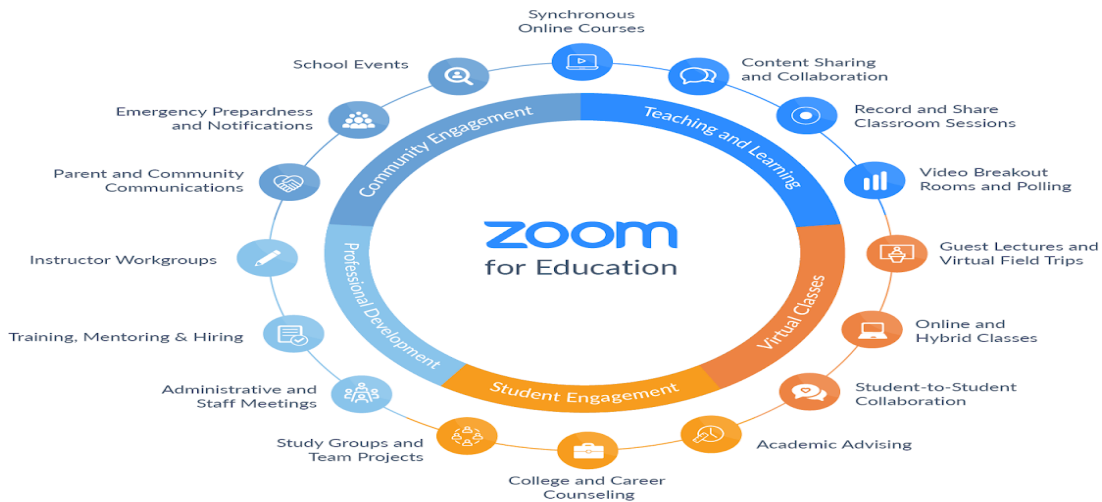 Synchronous
Online Courses
Content Sharing
and Collaboration
Record and Share
Classroom Sessions
Video Breakout
Rooms and Polling
Guest Lectures and
Virtual Field Trips
Online and
Hybrid Classes
Student-to-Student
Collaboration
Academic Advising
College and Career
Counseling
Study Groups and
Team Projects
Administrative and
Staff Meetings
Training, Mentoring & Hiring
Instructor Workgroups
Parent and Community
Communications
Emergency Prepardness
and Notifications
School Events
Community Engagement
Teaching and Learning
Virtual Classes
Student Engagement
Professional Development
zoom
for Education